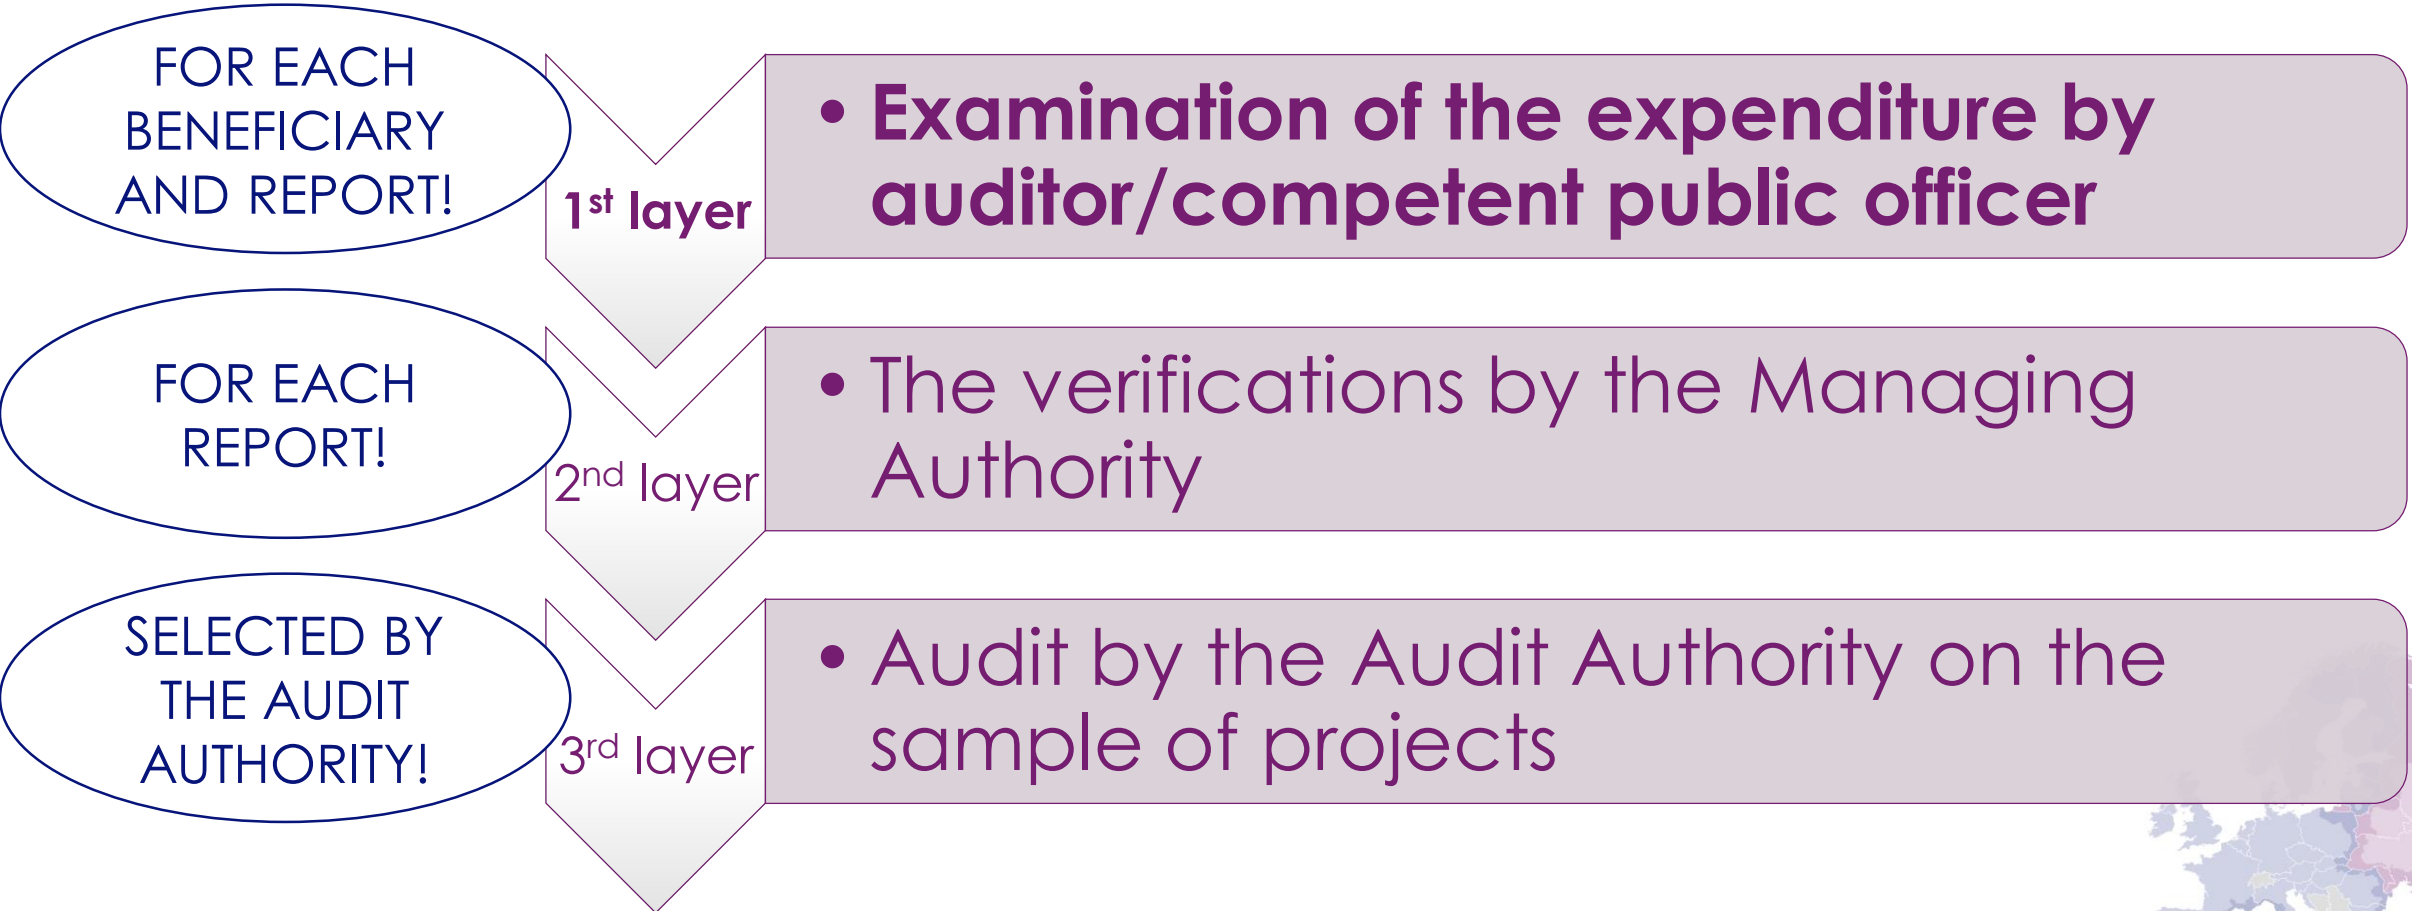 FOR EACH
BENEFICIARY
AND REPORT!
1st layer
• Examination of the expenditure by
auditor/competent public officer
FOR EACH
REPORT!
2nd layer
• The verifications by the Managing
Authority
SELECTED BY
THE AUDIT
AUTHORITY!
3rd layer
• Audit by the Audit Authority on the
sample of projects